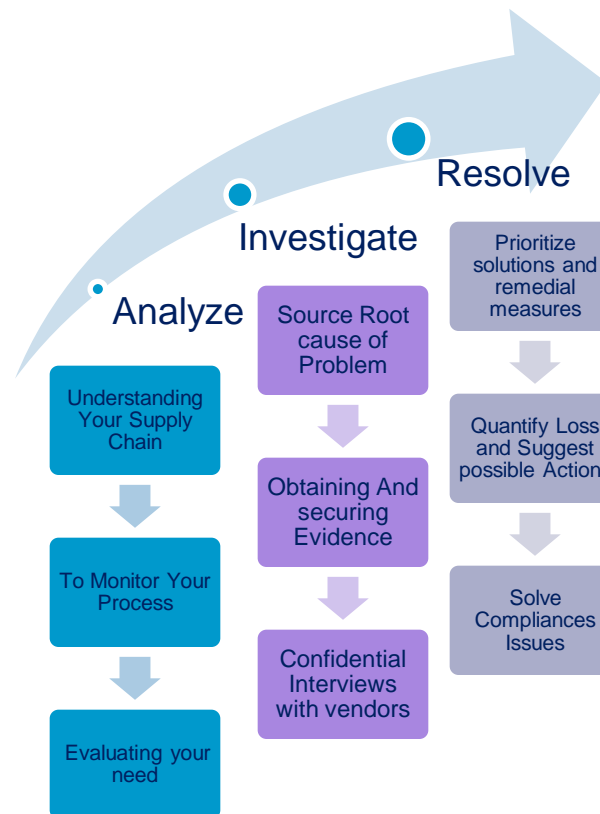 Resolve
Investigate
Analyze
Understanding
Your Supply
Chain
To Monitor Your
Process
Evaluating your
need
Source Root
cause of
Problem
Obtaining And
securing
Evidence
Confidential
Interviews
with vendors
Prioritize
solutions and
remedial
measures
Quantify Loss
and Suggest
possible Action
Solve
Compliances
Issues